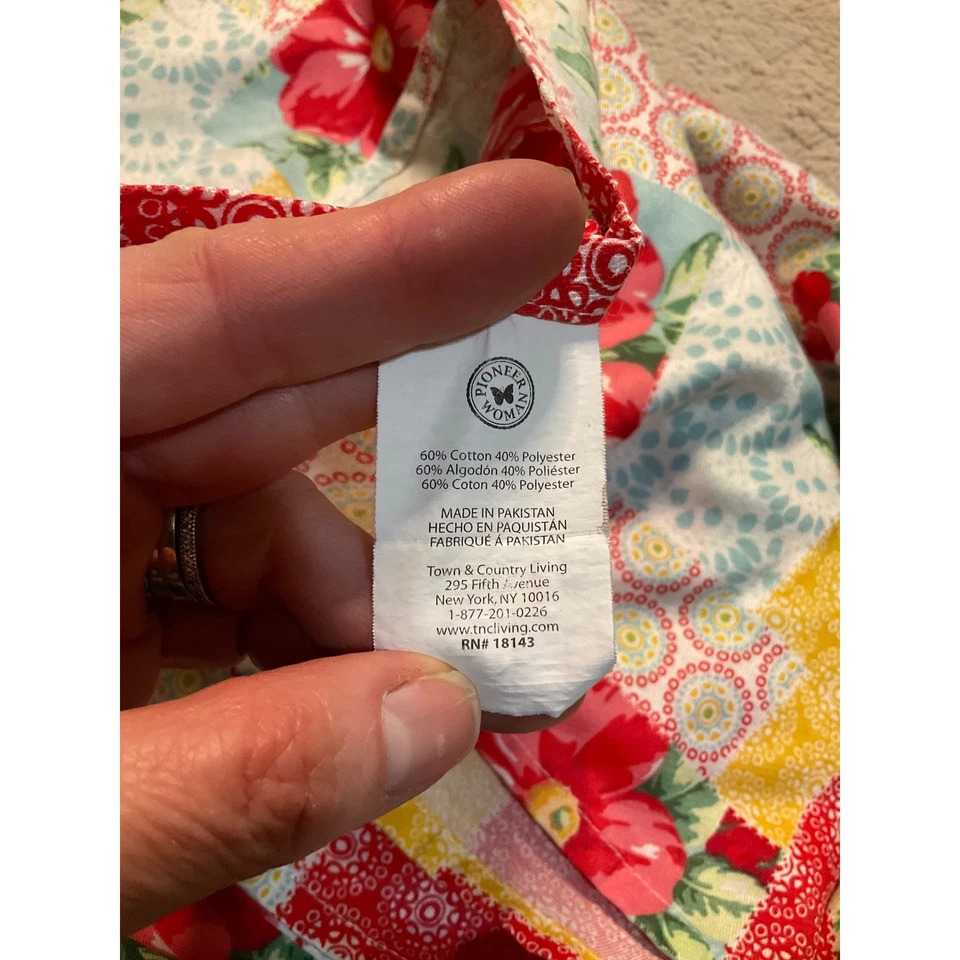 PIONEER
WOMAN
60% Cotton 40% Polyester
60% Algodón 40% Poliéster
60% Coton 40% Polyester
MADE IN PAKISTAN
HECHO EN PAQUISTÁN
FABRIQUÉ Á PAKISTAN
Town & Country Living
295 Fifth Avenue
New York, NY 10016
1-877-201-0226
www.tncliving.com
RN# 18143